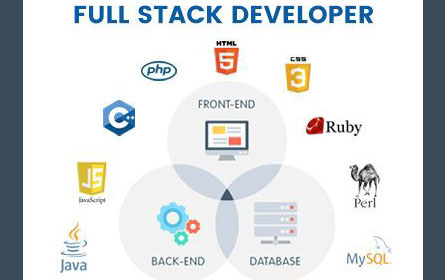 FULL STACK DEVELOPER
HTML
5
CSS
3
php
C++
FRONT-END
Ruby
JS
JavaScript
Perl
Java
BACK-END
DATABASE
MySQL